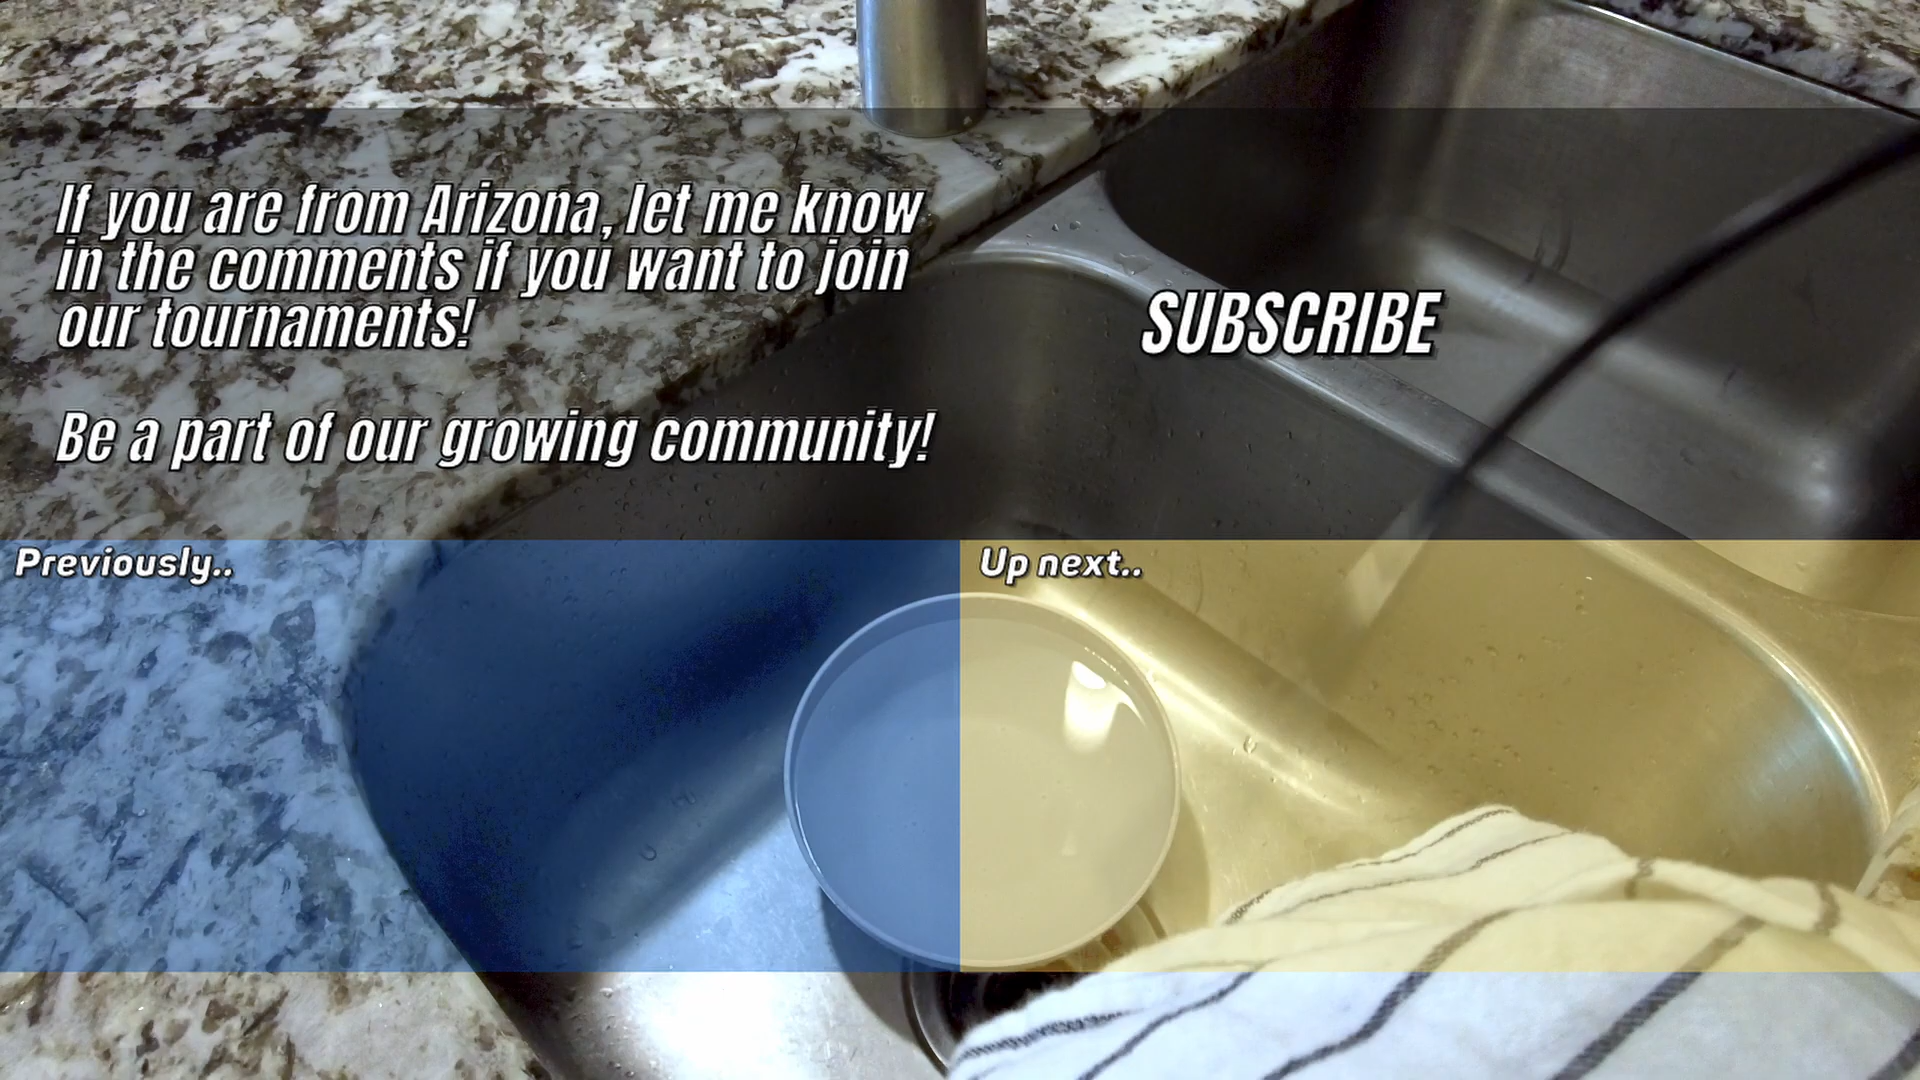 If you are from Arizona, let me know
in the comments if you want to join
our tournaments!
SUBSCRIBE
Be a part of our growing community!
Previously..
Up next..